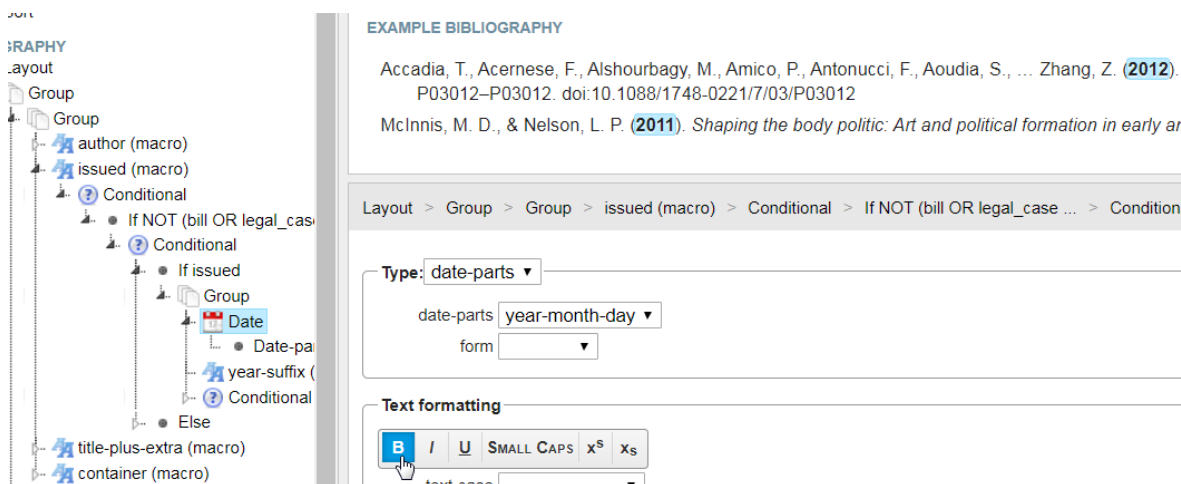 GRAPHY
Layout
Group
Group
author (macro)
issued (macro)
Conditional
If NOT (bill OR legal_case
Conditional
If issued
Group
Date
Date-pa
year-suffix (
Conditional
Else
title-plus-extra (macro)
container (macro)
EXAMPLE BIBLIOGRAPHY
Accadia, T., Acernese, F., Alshourbagy, M., Amico, P., Antonucci, F., Aoudia, S., … Zhang, Z. (2012).
P03012–P03012. doi:10.1088/1748-0221/7/03/P03012
McInnis, M. D., & Nelson, L. P. (2011). Shaping the body politic: Art and political formation in early a
Layout > Group > Group > issued (macro) > Conditional > If NOT (bill OR legal_case ... > Condition
Type: date-parts
date-parts year-month-day
form
Text formatting
B I U SMALL CAPS xS xS
text-case